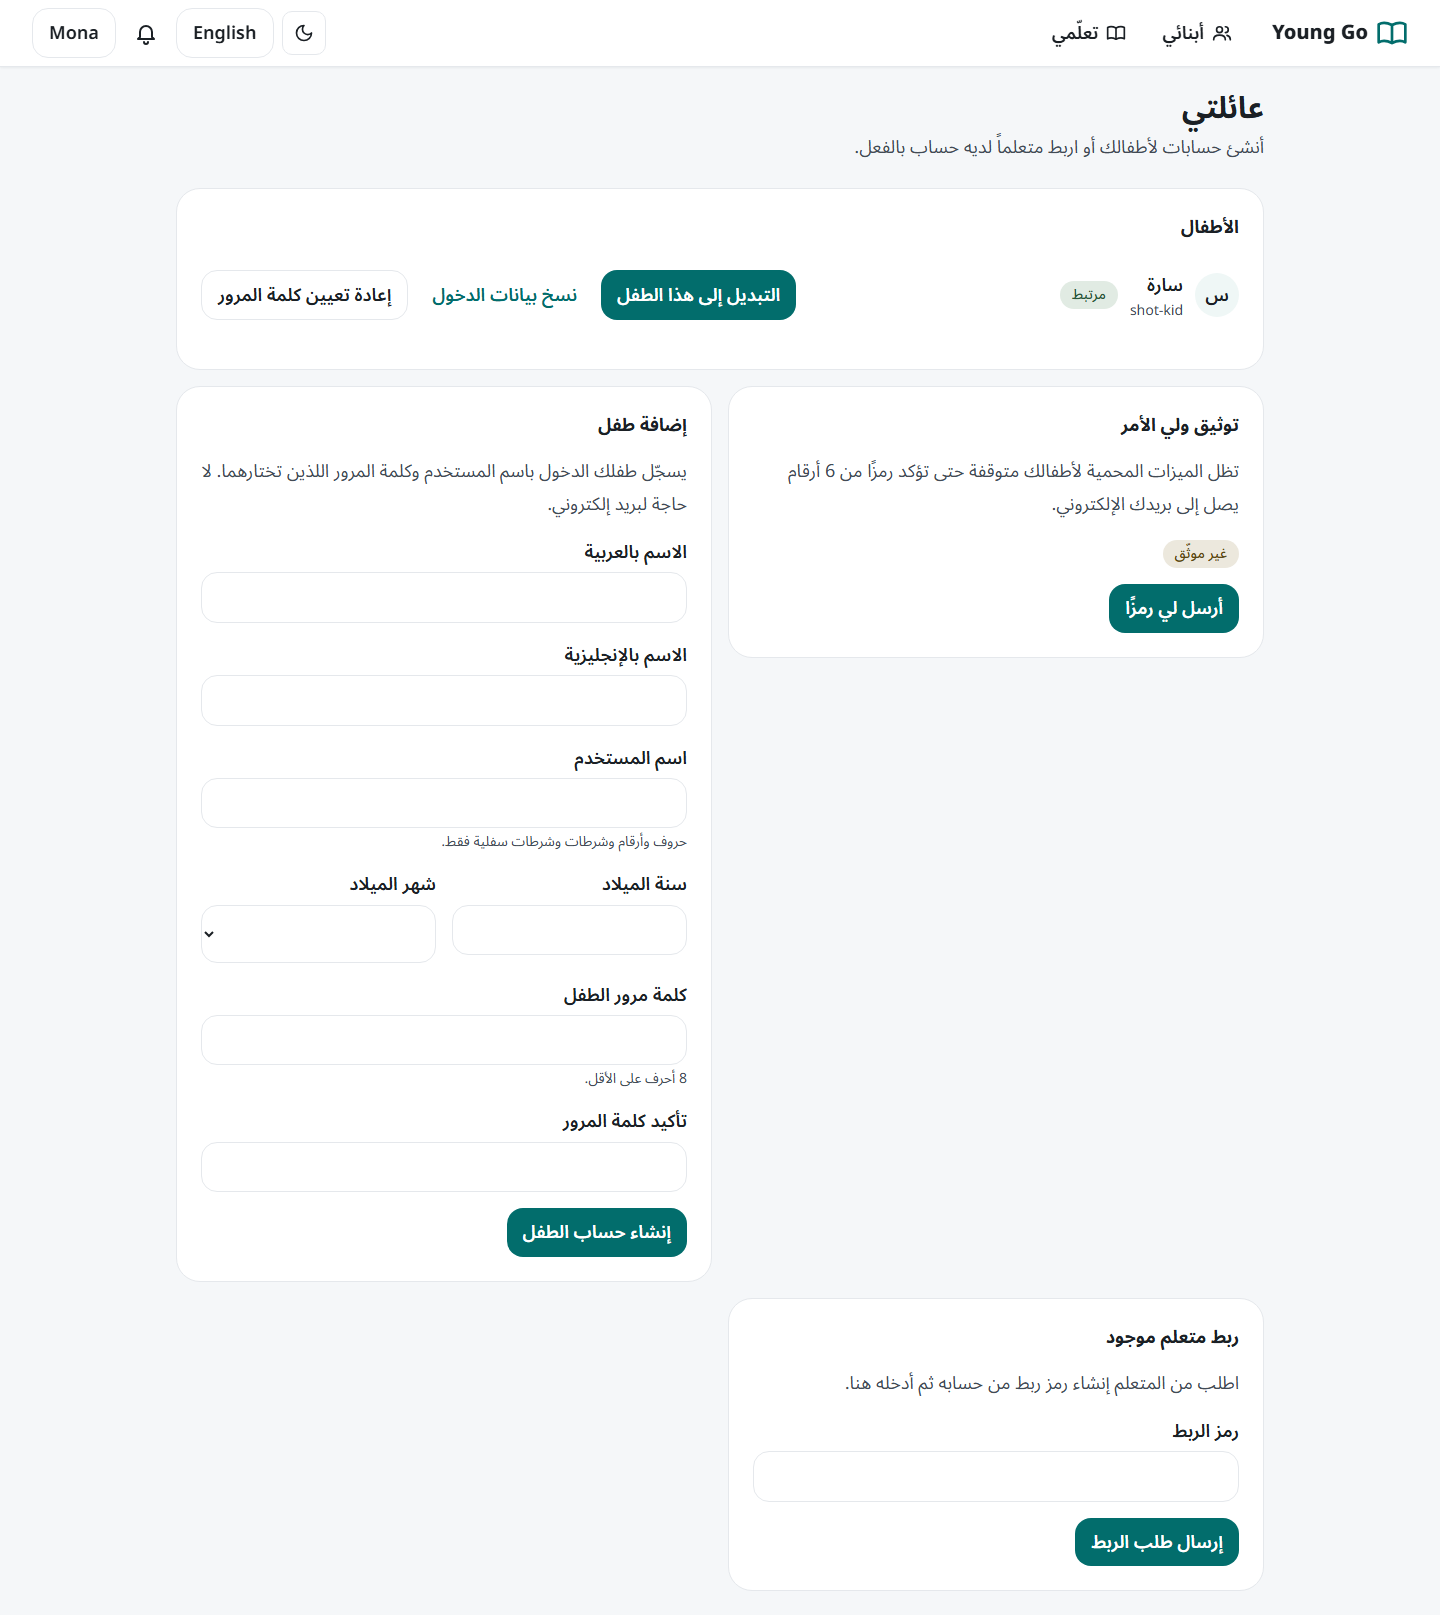 Young Go
أبنائي
تعلّمي
English
Mona
عائلتي
أنشئ حسابات لأطفالك أو اربط متعلماً لديه حساب بالفعل.
الأطفال
س
سارة
shot-kid
مرتبط
التبديل إلى هذا الطفل
نسخ بيانات الدخول
إعادة تعيين كلمة المرور
توثيق ولي الأمر
تظل الميزات المحمية لأطفالك متوقفة حتى تؤكد رمزًا من 6 أرقام
يصل إلى بريدك الإلكتروني.
غير موثّق
أرسل لي رمزًا
إضافة طفل
يسجّل طفلك الدخول باسم المستخدم وكلمة المرور اللذين تختارهما. لا
حاجة لبريد إلكتروني.
الاسم بالعربية
الاسم بالإنجليزية
اسم المستخدم
حروف وأرقام وشرطات وشرطات سفلية فقط.
سنة الميلاد
شهر الميلاد
كلمة مرور الطفل
8 أحرف على الأقل.
تأكيد كلمة المرور
إنشاء حساب الطفل
ربط متعلم موجود
اطلب من المتعلم إنشاء رمز ربط من حسابه ثم أدخله هنا.
رمز الربط
إرسال طلب الربط